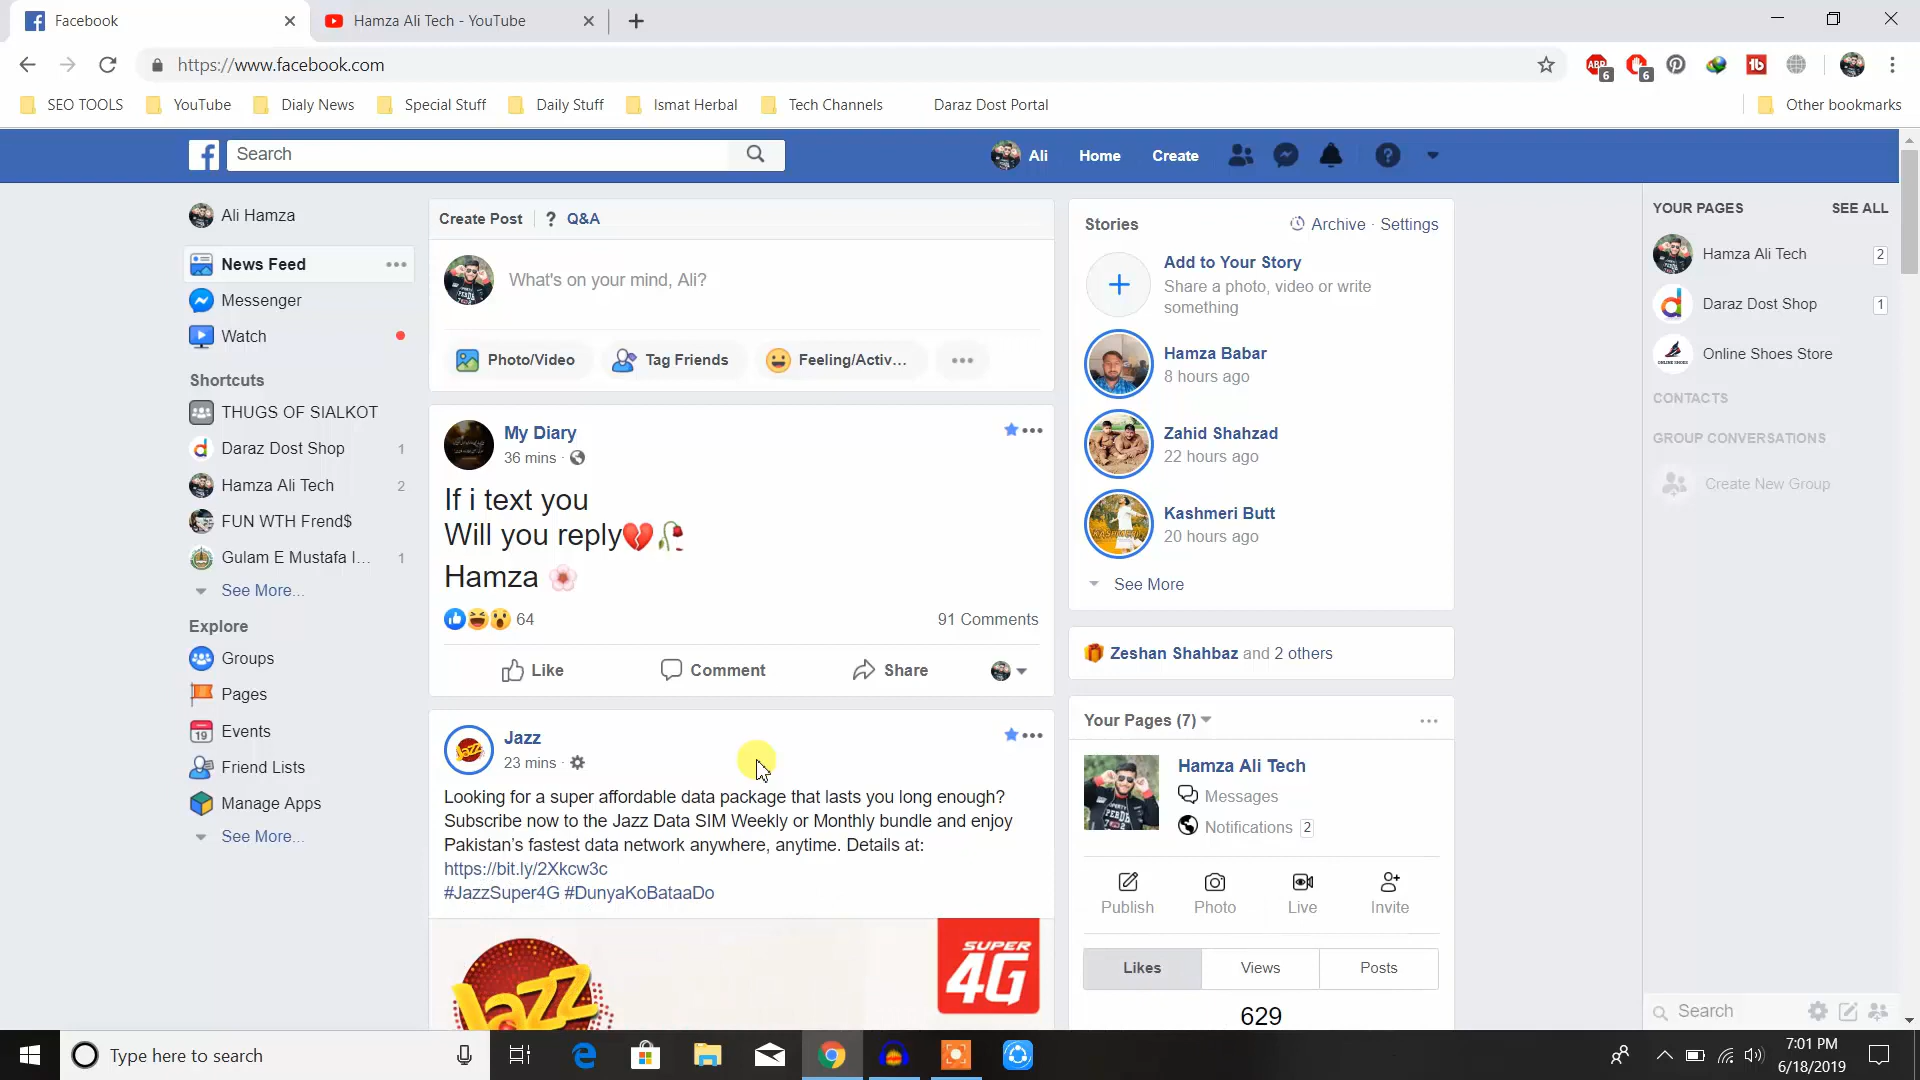 Facebook
Hamza Ali Tech - YouTube
https://www.facebook.com
ABP 6
6
1b
SEO TOOLS
YouTube
Dialy News
Special Stuff
Daily Stuff
Ismat Herbal
Tech Channels
Daraz Dost Portal
Other bookmarks
Search
Ali
Home
Create
Ali Hamza
News Feed
Messenger
Watch
Shortcuts
THUGS OF SIALKOT
Daraz Dost Shop 1
Hamza Ali Tech 2
FUN WTH Frend$
Gulam E Mustafa I... 1
See More...
Explore
Groups
Pages
19 Events
Friend Lists
Manage Apps
See More...
Create Post
? Q&A
What's on your mind, Ali?
Photo/Video
Tag Friends
Feeling/Activ...
My Diary
36 mins ·
If i text you
Will you reply💔🥀
Hamza 🌸
64
91 Comments
Like
Comment
Share
Jazz
23 mins ·
Looking for a super affordable data package that lasts you long enough?
Subscribe now to the Jazz Data SIM Weekly or Monthly bundle and enjoy
Pakistan's fastest data network anywhere, anytime. Details at:
https://bit.ly/2Xkcw3c
#JazzSuper4G #DunyaKoBataaDo
Jazz
SUPER
4G
Stories
Archive · Settings
Add to Your Story
Share a photo, video or write
something
Hamza Babar
8 hours ago
Zahid Shahzad
22 hours ago
Kashmeri Butt
20 hours ago
See More
Zeshan Shahbaz and 2 others
Your Pages (7)
Hamza Ali Tech
Messages
Notifications 2
Publish
Photo
Live
Invite
Likes
Views
Posts
629
YOUR PAGES
SEE ALL
Hamza Ali Tech 2
Daraz Dost Shop 1
Online Shoes Store
CONTACTS
GROUP CONVERSATIONS
Create New Group
Search
Type here to search
7:01 PM
6/18/2019